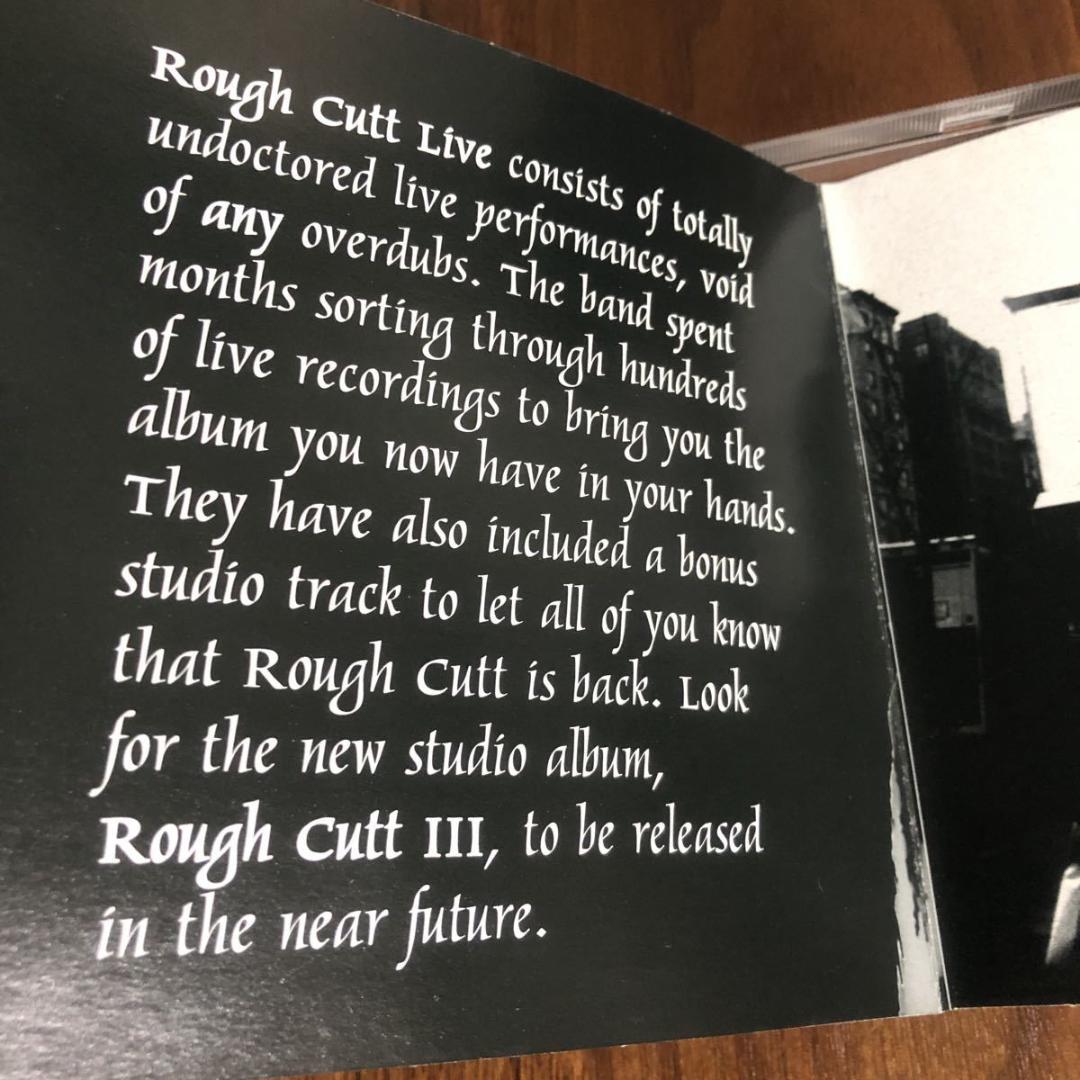 Rough Cutt Live consists of totally
undoctored live performances, void
of any overdubs. The band spent
months sorting through hundreds
of live recordings to bring you the
album you now have in your hands.
They have also included a bonus
studio track to let all of you know
that Rough Cutt is back. Look
for the new studio album,
Rough Cutt III, to be released
in the near future.